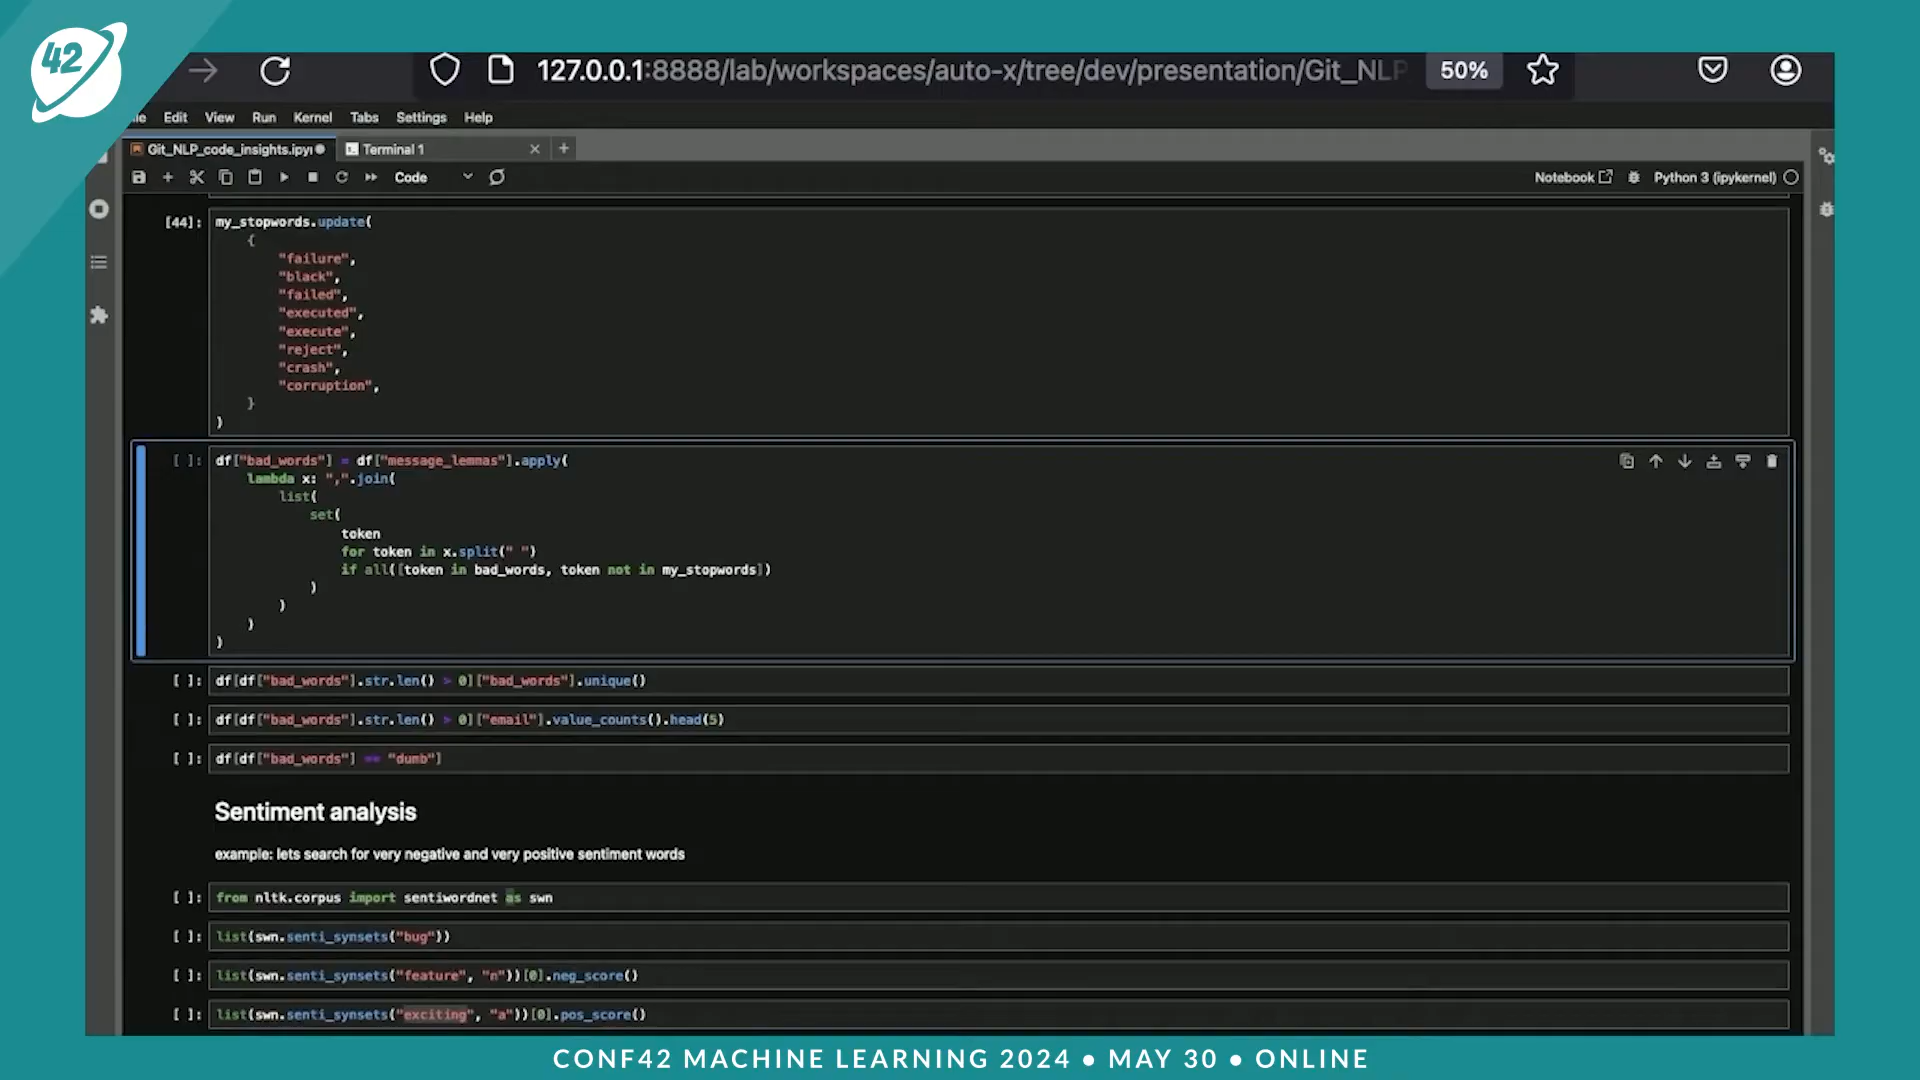 42
127.0.0.1:8888/lab/workspaces/auto-x/tree/dev/presentation/Git_NLP
50%
Edit View Run Kernel Tabs Settings Help
Git_NLP_code_insights.ipyn
Terminal 1
Code
Notebook
Python 3 (ipykernel)
[44]: my_stopwords.update(
{
"failure",
"black",
"failed",
"executed",
"execute",
"reject",
"crash",
"corruption",
}
)
[ ]: df["bad_words"] = df["message_lemmas"].apply(
lambda x: ",".join(
list(
set(
token
for token in x.split(" ")
if all([token in bad_words, token not in my_stopwords])
)
)
)
)
[ ]: df[df["bad_words"].str.len() > 0]["bad_words"].unique()
[ ]: df[df["bad_words"].str.len() > 0]["email"].value_counts().head(5)
[ ]: df[df["bad_words"] == "dumb"]
Sentiment analysis
example: lets search for very negative and very positive sentiment words
[ ]: from nltk.corpus import sentiwordnet as swn
[ ]: list(swn.senti_synsets("bug"))
[ ]: list(swn.senti_synsets("feature", "n"))[0].neg_score()
[ ]: list(swn.senti_synsets("exciting", "a"))[0].pos_score()
CONF42 MACHINE LEARNING 2024 • MAY 30 • ONLINE